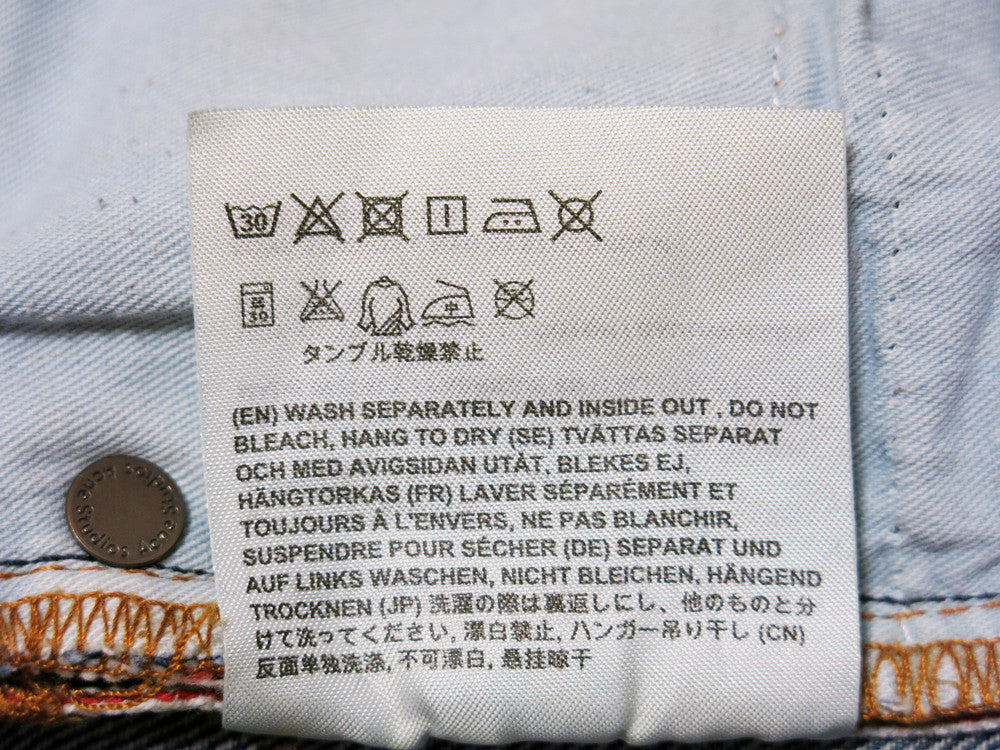 30
I
30
中
タンブル乾燥禁止
(EN) WASH SEPARATELY AND INSIDE OUT , DO NOT
BLEACH, HANG TO DRY (SE) TVÄTTAS SEPARAT
OCH MED AVIGSIDAN UTÅT, BLEKES EJ,
HÄNGTORKAS (FR) LAVER SÉPARÉMENT ET
TOUJOURS À L'ENVERS, NE PAS BLANCHIR,
SUSPENDRE POUR SÉCHER (DE) SEPARAT UND
AUF LINKS WASCHEN, NICHT BLEICHEN, HÄNGEND
TROCKNEN (JP) 洗濯の際は裏返しにし、他のものと分
けて洗ってください, 漂白禁止, ハンガー吊り干し (CN)
反面单独洗涤, 不可漂白, 悬挂晾干
Acne Studios Acne Studios